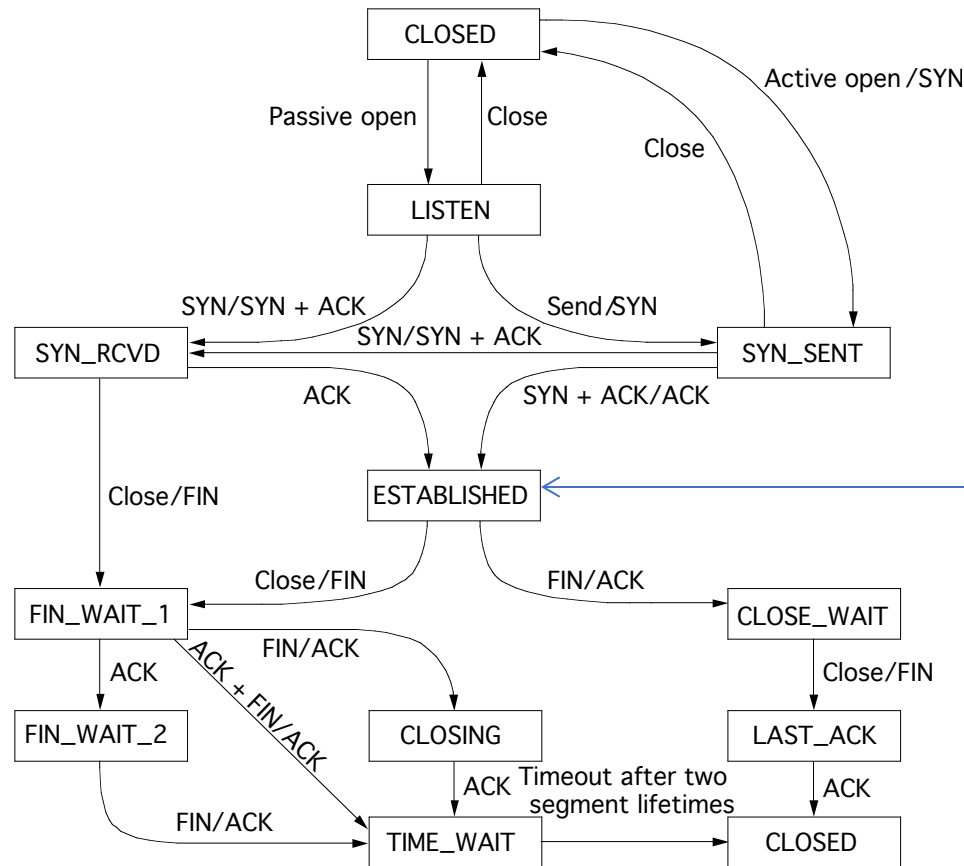 CLOSED
Active open /SYN
Passive open
Close
Close
LISTEN
SYN/SYN + ACK
Send/SYN
SYN/SYN + ACK
SYN_RCVD
SYN_SENT
ACK
SYN + ACK/ACK
Close/FIN
ESTABLISHED
Close/FIN
FIN/ACK
FIN_WAIT_1
CLOSE_WAIT
FIN/ACK
ACK
ACK + FIN/ACK
Close/FIN
FIN_WAIT_2
CLOSING
LAST_ACK
ACK
Timeout after two
segment lifetimes
ACK
FIN/ACK
TIME_WAIT
CLOSED